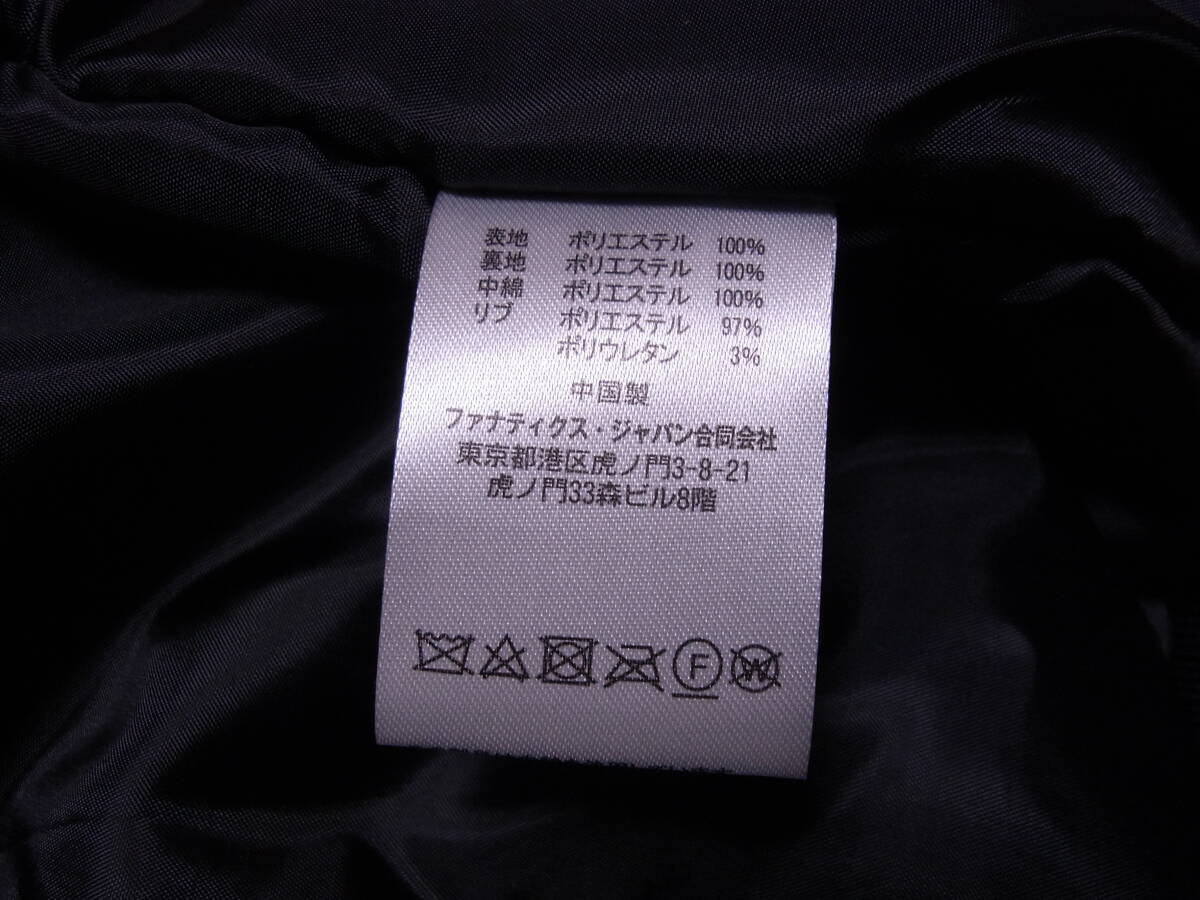 表地 ポリエステル 100%
裏地 ポリエステル 100%
中綿 ポリエステル 100%
リブ ポリエステル 97%
ポリウレタン 3%
中国製
ファナティクス・ジャパン合同会社
東京都港区虎ノ門3-8-21
虎ノ門33森ビル8階
F
W